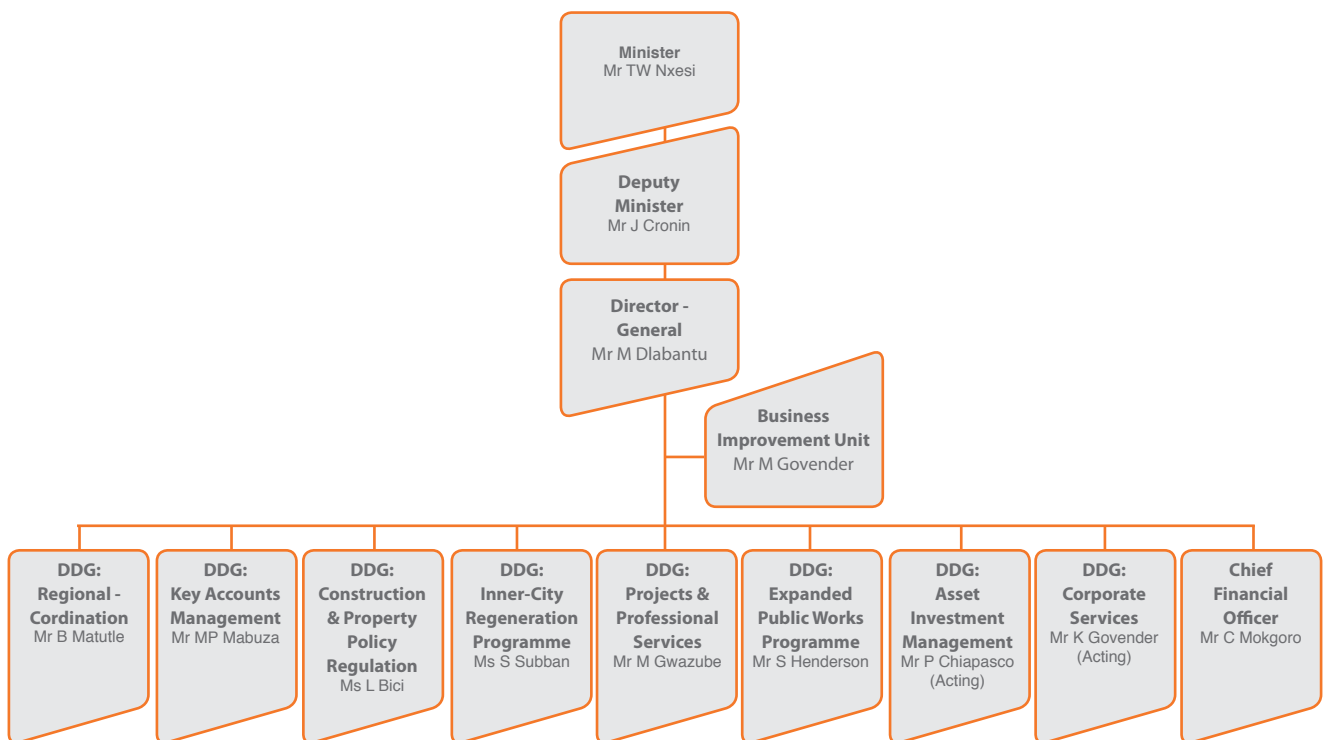 Minister
Mr TW Nxesi
Deputy
Minister
Mr J Cronin
Director -
General
Mr M Dlabantu
Business
Improvement Unit
Mr M Govender
DDG:
Regional -
Cordination
Mr B Matutle
DDG:
Key Accounts
Management
Mr MP Mabuza
DDG:
Construction
& Property
Policy
Regulation
Ms L Bici
DDG:
Inner-City
Regeneration
Programme
Ms S Subban
DDG:
Projects &
Professional
Services
Mr M Gwazube
DDG:
Expanded
Public Works
Programme
Mr S Henderson
DDG:
Asset
Investment
Management
Mr P Chiapasco
(Acting)
DDG:
Corporate
Services
Mr K Govender
(Acting)
Chief
Financial
Officer
Mr C Mokgoro